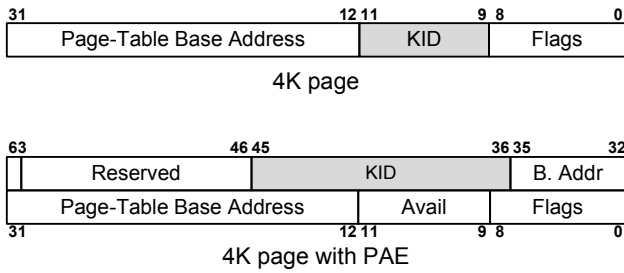 31 12 11 9 8 0
Page-Table Base Address KID Flags
4K page
63 46 45 36 35 32
Reserved KID B. Addr
Page-Table Base Address Avail Flags
31 12 11 9 8 0
4K page with PAE